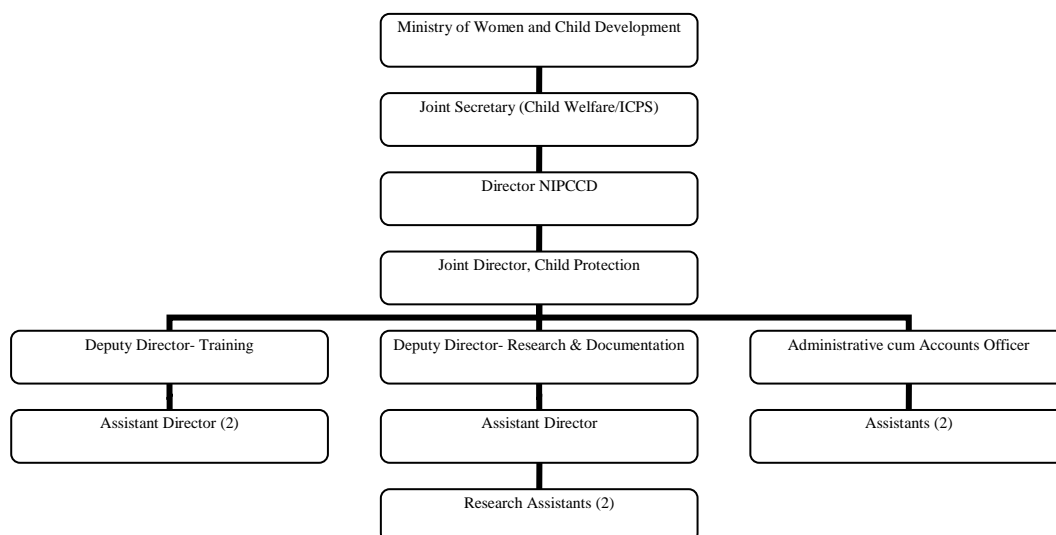 Ministry of Women and Child Development
Joint Secretary (Child Welfare/ICPS)
Director NIPCCD
Joint Director, Child Protection
Deputy Director- Training
Deputy Director- Research & Documentation
Administrative cum Accounts Officer
Assistant Director (2)
Assistant Director
Assistants (2)
Research Assistants (2)